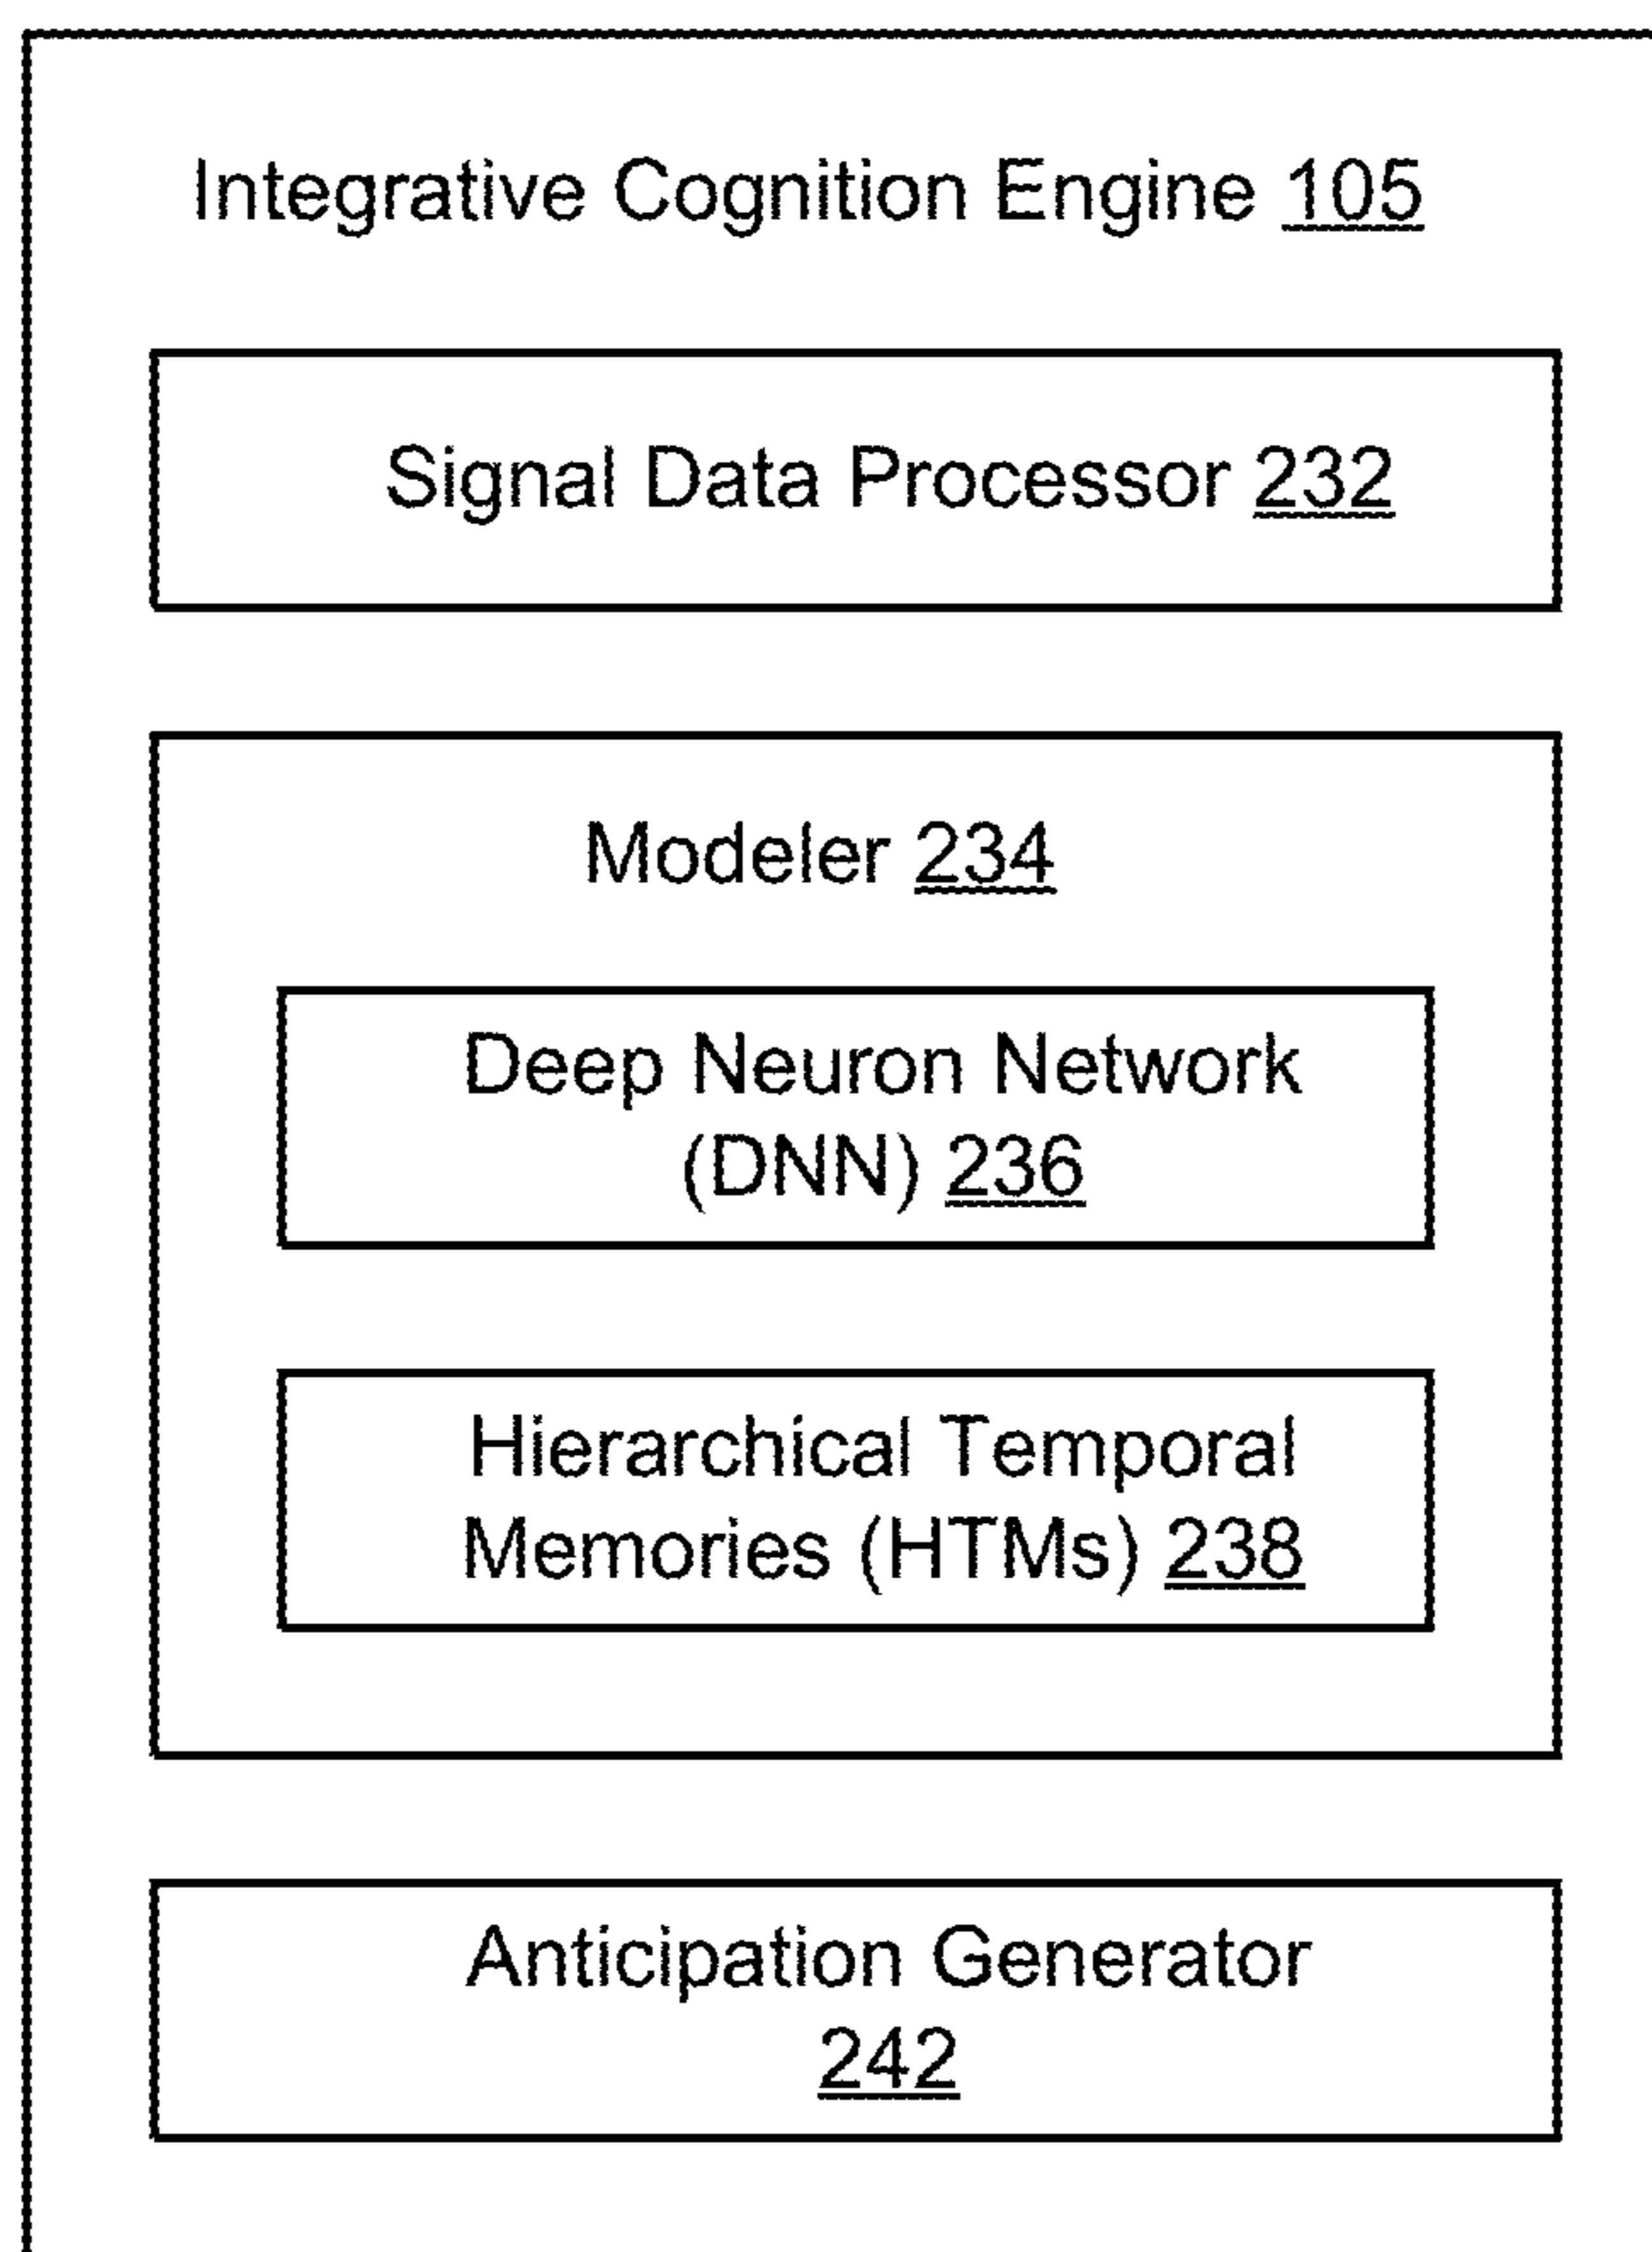 Integrative Cognition Engine 105
Signal Data Processor 232
Modeler 234
Deep Neuron Network
(DNN) 236
Hierarchical Temporal
Memories (HTMs) 238
Anticipation Generator
242